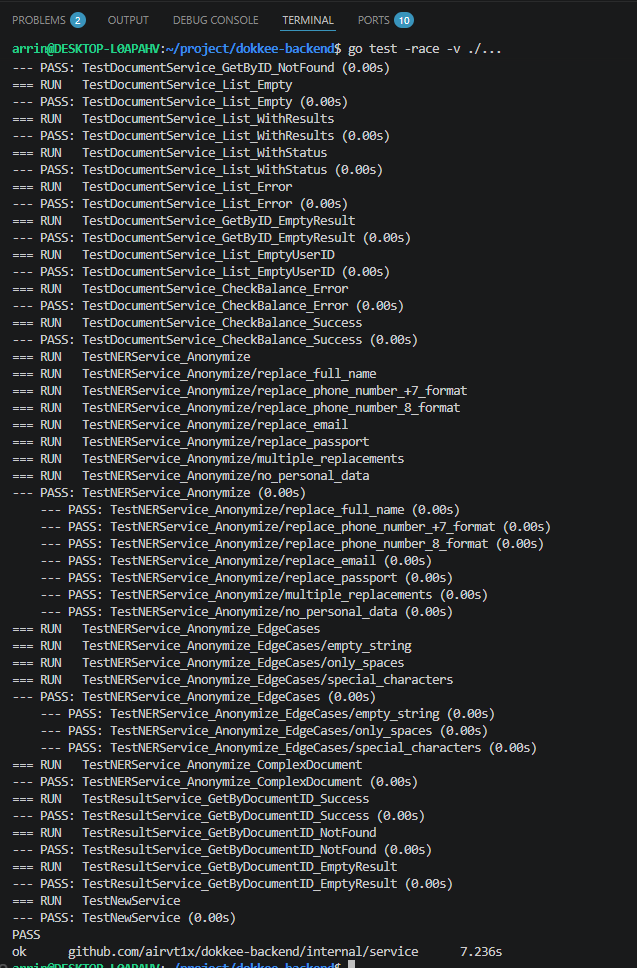 PROBLEMS 2 OUTPUT DEBUG CONSOLE TERMINAL PORTS 10
arrin@DESKTOP-L0APAHV:~/project/dokkee-backend$ go test -race -v ./...
--- PASS: TestDocumentService_GetByID_NotFound (0.00s)
=== RUN   TestDocumentService_List_Empty
--- PASS: TestDocumentService_List_Empty (0.00s)
=== RUN   TestDocumentService_List_WithResults
--- PASS: TestDocumentService_List_WithResults (0.00s)
=== RUN   TestDocumentService_List_WithStatus
--- PASS: TestDocumentService_List_WithStatus (0.00s)
=== RUN   TestDocumentService_List_Error
--- PASS: TestDocumentService_List_Error (0.00s)
=== RUN   TestDocumentService_GetByID_EmptyResult
--- PASS: TestDocumentService_GetByID_EmptyResult (0.00s)
=== RUN   TestDocumentService_List_EmptyUserID
--- PASS: TestDocumentService_List_EmptyUserID (0.00s)
=== RUN   TestDocumentService_CheckBalance_Error
--- PASS: TestDocumentService_CheckBalance_Error (0.00s)
=== RUN   TestDocumentService_CheckBalance_Success
--- PASS: TestDocumentService_CheckBalance_Success (0.00s)
=== RUN   TestNERService_Anonymize
=== RUN   TestNERService_Anonymize/replace_full_name
=== RUN   TestNERService_Anonymize/replace_phone_number_+7_format
=== RUN   TestNERService_Anonymize/replace_phone_number_8_format
=== RUN   TestNERService_Anonymize/replace_email
=== RUN   TestNERService_Anonymize/replace_passport
=== RUN   TestNERService_Anonymize/multiple_replacements
=== RUN   TestNERService_Anonymize/no_personal_data
--- PASS: TestNERService_Anonymize (0.00s)
    --- PASS: TestNERService_Anonymize/replace_full_name (0.00s)
    --- PASS: TestNERService_Anonymize/replace_phone_number_+7_format (0.00s)
    --- PASS: TestNERService_Anonymize/replace_phone_number_8_format (0.00s)
    --- PASS: TestNERService_Anonymize/replace_email (0.00s)
    --- PASS: TestNERService_Anonymize/replace_passport (0.00s)
    --- PASS: TestNERService_Anonymize/multiple_replacements (0.00s)
    --- PASS: TestNERService_Anonymize/no_personal_data (0.00s)
=== RUN   TestNERService_Anonymize_EdgeCases
=== RUN   TestNERService_Anonymize_EdgeCases/empty_string
=== RUN   TestNERService_Anonymize_EdgeCases/only_spaces
=== RUN   TestNERService_Anonymize_EdgeCases/special_characters
--- PASS: TestNERService_Anonymize_EdgeCases (0.00s)
    --- PASS: TestNERService_Anonymize_EdgeCases/empty_string (0.00s)
    --- PASS: TestNERService_Anonymize_EdgeCases/only_spaces (0.00s)
    --- PASS: TestNERService_Anonymize_EdgeCases/special_characters (0.00s)
=== RUN   TestNERService_Anonymize_ComplexDocument
--- PASS: TestNERService_Anonymize_ComplexDocument (0.00s)
=== RUN   TestResultService_GetByDocumentID_Success
--- PASS: TestResultService_GetByDocumentID_Success (0.00s)
=== RUN   TestResultService_GetByDocumentID_NotFound
--- PASS: TestResultService_GetByDocumentID_NotFound (0.00s)
=== RUN   TestResultService_GetByDocumentID_EmptyResult
--- PASS: TestResultService_GetByDocumentID_EmptyResult (0.00s)
=== RUN   TestNewService
--- PASS: TestNewService (0.00s)
PASS
ok      github.com/airvt1x/dokkee-backend/internal/service      7.236s
arrin@DESKTOP-L0APAHV:~/project/dokkee-backend$